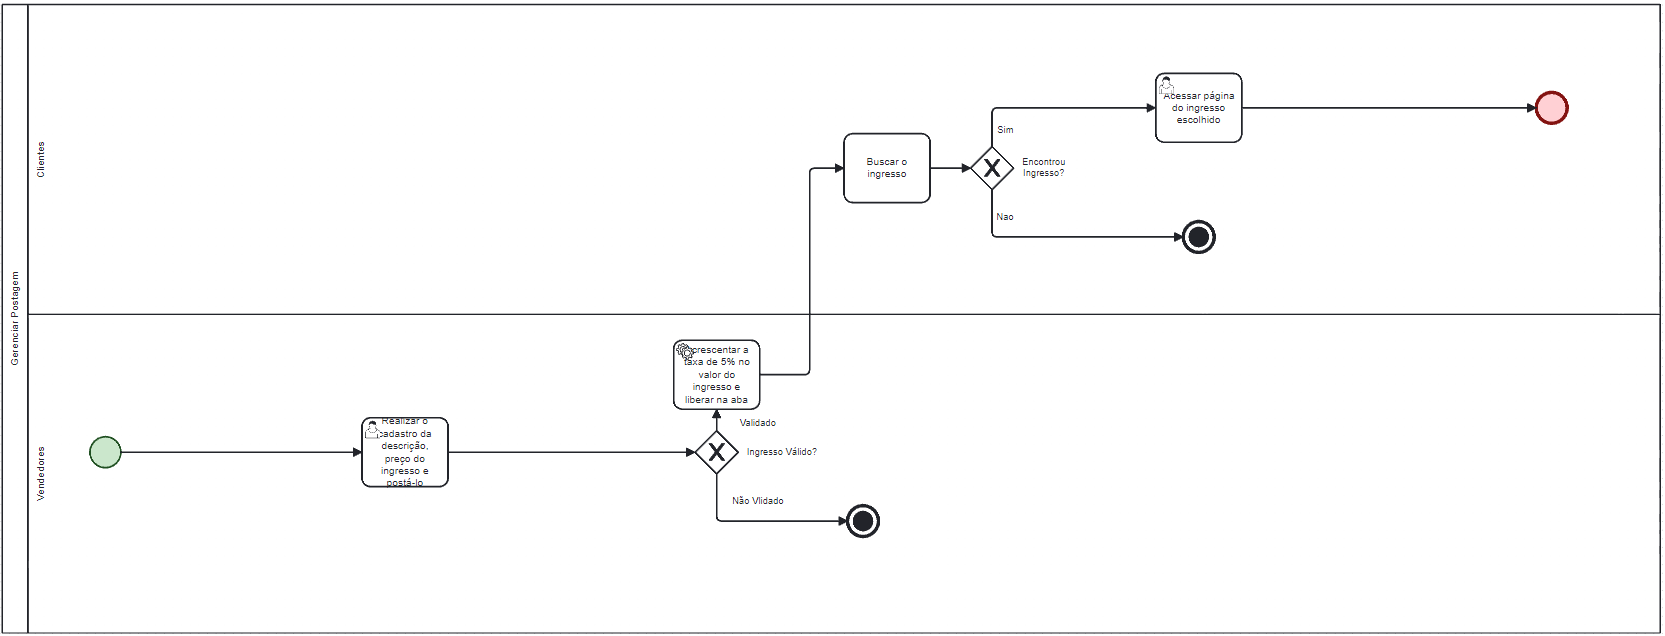 Gerenciar Postagem
Clientes
Buscar o
ingresso
Sim
Encontrou
Ingresso?
Nao
Acessar página
do ingresso
escolhido
Vendedores
Realizar o
cadastro da
descrição,
preço do
ingresso e
postá-lo
crescentar a
taxa de 5% no
valor do
ingresso e
liberar na aba
Validado
Ingresso Válido?
Não Vlidado